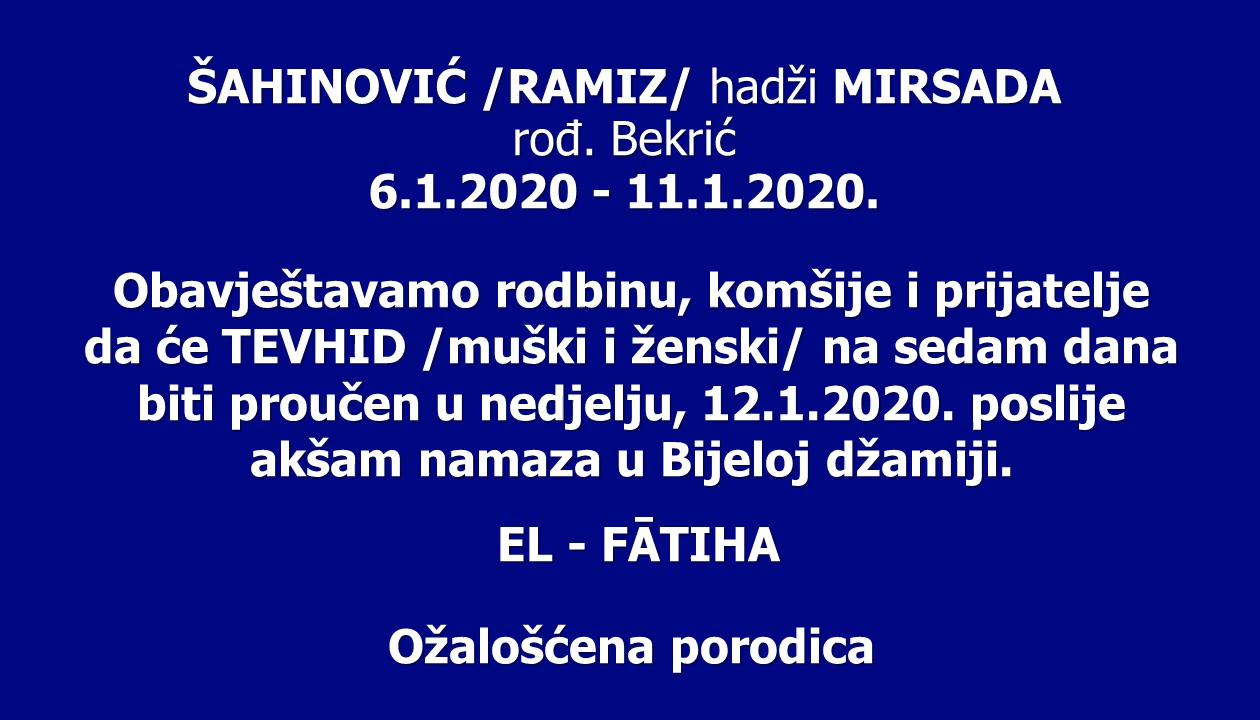 ŠAHINOVIĆ /RAMIZ/ hadži MIRSADA
rođ. Bekrić
6.1.2020 - 11.1.2020.
Obavještavamo rodbinu, komšije i prijatelje
da će TEVHID /muški i ženski/ na sedam dana
biti proučen u nedjelju, 12.1.2020. poslije
akšam namaza u Bijeloj džamiji.
EL - FĀTIHA
Ožalošćena porodica